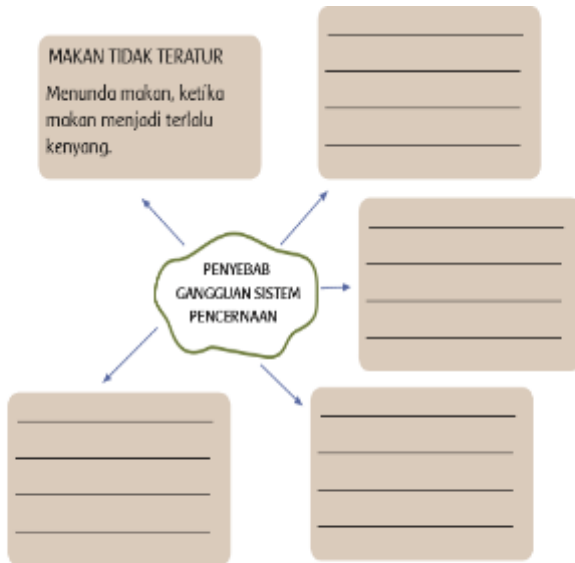 MAKAN TIDAK TERATUR
Menunda makan, ketika
makan menjadi terlalu
kenyang.
PENYEBAB
GANGGUAN SISTEM
PENCERNAAN